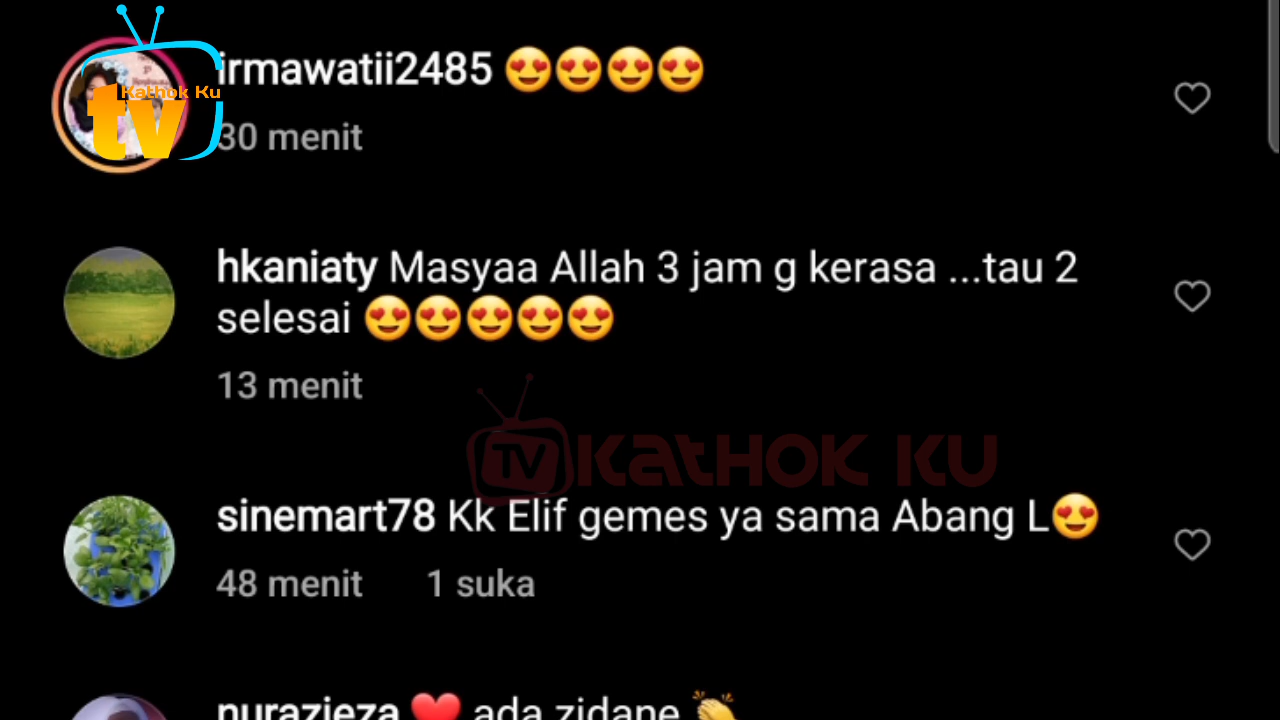 irmawatii2485 😍😍😍😍
Kathok Ku
tv
30 menit
hkaniaty Masyaa Allah 3 jam g kerasa ...tau 2
selesai 😍😍😍😍😍
13 menit
TV KATHOK KU
sinemart78 Kk Elif gemes ya sama Abang L😍
48 menit 1 suka
nurazieza ❤️ ada zidane 👏